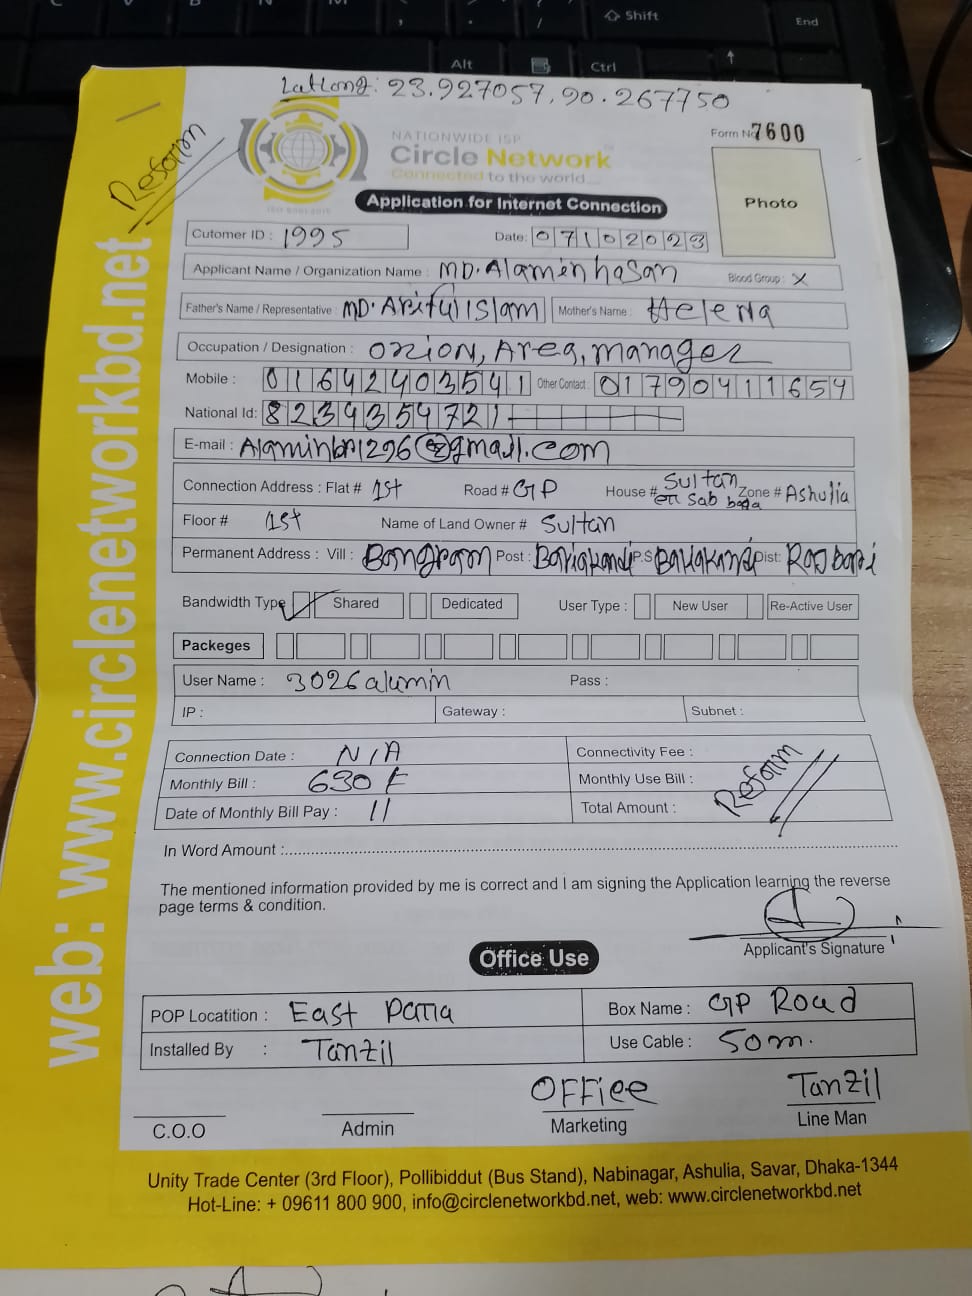 Shift
End
Alt
Ctrl
LatLong: 23.927057, 90.267750
Reform
NATIONWIDE ISP
Circle Network
Connected to the world
ISO 9001:2015
Form No 7600
Photo
Application for Internet Connection
Cutomer ID : 1995
Date: 07102023
Applicant Name / Organization Name : MD. Alamin hasan
Blood Group : X
Father's Name / Representative : MD. Ariful islam
Mother's Name : Helena
Occupation / Designation : onion, Area, manager
Mobile : 01642403541
Other Contact : 01790411654
National Id: 8239354721
E-mail : @gmail.com
Connection Address : Flat # 1st Road # GP House # Sultan Zone # Ashulia
Floor # 1st Name of Land Owner # Sultan
Permanent Address : Vill : Bongram Post : P.S Dist: Rajbari
Bandwidth Type Shared Dedicated User Type : New User Re-Active User
Packeges
User Name : 3026alamin Pass :
IP : Gateway : Subnet :
Connection Date : N/A Connectivity Fee :
Monthly Bill : 630 Monthly Use Bill :
Date of Monthly Bill Pay : 11 Total Amount :
Reform
In Word Amount :
The mentioned information provided by me is correct and I am signing the Application learning the reverse
page terms & condition.
Applicant's Signature
Office Use
POP Locatition : East Box Name : GP Road
Installed By : Tanzil Use Cable : 50m.
OFFice Tanzil
C.O.O Admin Marketing Line Man
Unity Trade Center (3rd Floor), Pollibiddut (Bus Stand), Nabinagar, Ashulia, Savar, Dhaka-1344
Hot-Line: + 09611 800 900, info@circlenetworkbd.net, web: www.circlenetworkbd.net
web: www.circlenetworkbd.net